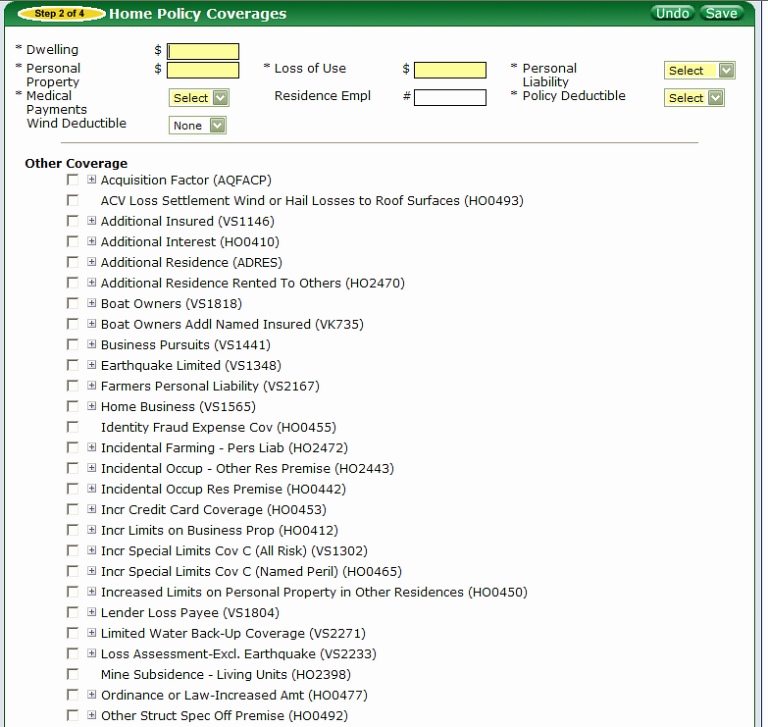 Step 2 of 4 Home Policy Coverages Undo Save
* Dwelling $
* Personal Property $ * Loss of Use $ * Personal Liability Select
* Medical Payments Select Residence Empl # * Policy Deductible Select
Wind Deductible None
Other Coverage
Acquisition Factor (AQFACP)
ACV Loss Settlement Wind or Hail Losses to Roof Surfaces (HO0493)
Additional Insured (VS1146)
Additional Interest (HO0410)
Additional Residence (ADRES)
Additional Residence Rented To Others (HO2470)
Boat Owners (VS1818)
Boat Owners Addl Named Insured (VK735)
Business Pursuits (VS1441)
Earthquake Limited (VS1348)
Farmers Personal Liability (VS2167)
Home Business (VS1565)
Identity Fraud Expense Cov (HO0455)
Incidental Farming - Pers Liab (HO2472)
Incidental Occup - Other Res Premise (HO2443)
Incidental Occup Res Premise (HO0442)
Incr Credit Card Coverage (HO0453)
Incr Limits on Business Prop (HO0412)
Incr Special Limits Cov C (All Risk) (VS1302)
Incr Special Limits Cov C (Named Peril) (HO0465)
Increased Limits on Personal Property in Other Residences (HO0450)
Lender Loss Payee (VS1804)
Limited Water Back-Up Coverage (VS2271)
Loss Assessment-Excl. Earthquake (VS2233)
Mine Subsidence - Living Units (HO2398)
Ordinance or Law-Increased Amt (HO0477)
Other Struct Spec Off Premise (HO0492)